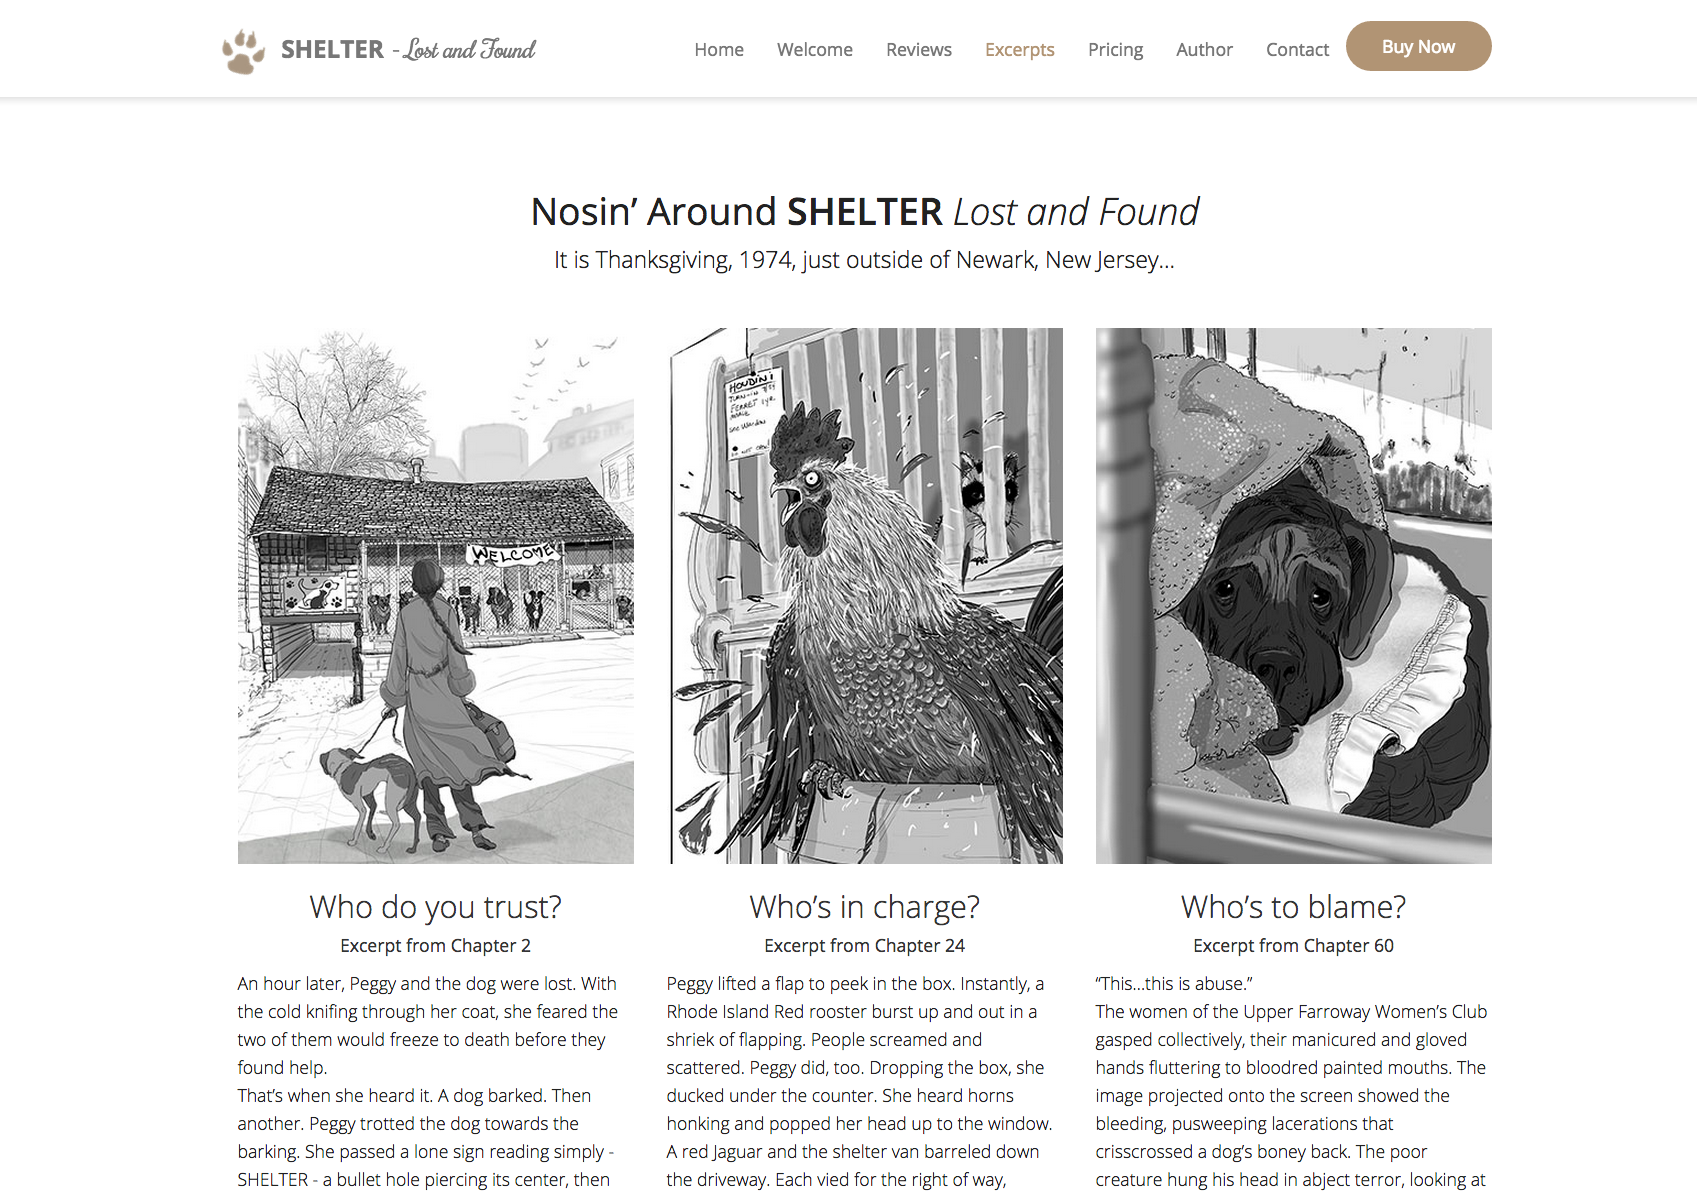 SHELTER - Lost and Found
Home Welcome Reviews Excerpts Pricing Author Contact Buy Now
Nosin’ Around SHELTER Lost and Found
It is Thanksgiving, 1974, just outside of Newark, New Jersey...
WELCOME
HOUDINI
TURN-IN
FERRET 1 yr.
MALE
Who do you trust?
Excerpt from Chapter 2
An hour later, Peggy and the dog were lost. With
the cold knifing through her coat, she feared the
two of them would freeze to death before they
found help.
That’s when she heard it. A dog barked. Then
another. Peggy trotted the dog towards the
barking. She passed a lone sign reading simply -
SHELTER - a bullet hole piercing its center, then
Who’s in charge?
Excerpt from Chapter 24
Peggy lifted a flap to peek in the box. Instantly, a
Rhode Island Red rooster burst up and out in a
shriek of flapping. People screamed and
scattered. Peggy did, too. Dropping the box, she
ducked under the counter. She heard horns
honking and popped her head up to the window.
A red Jaguar and the shelter van barreled down
the driveway. Each vied for the right of way,
Who’s to blame?
Excerpt from Chapter 60
“This...this is abuse.”
The women of the Upper Farroway Women’s Club
gasped collectively, their manicured and gloved
hands fluttering to bloodred painted mouths. The
image projected onto the screen showed the
bleeding, pusweeping lacerations that
crisscrossed a dog’s boney back. The poor
creature hung his head in abject terror, looking at